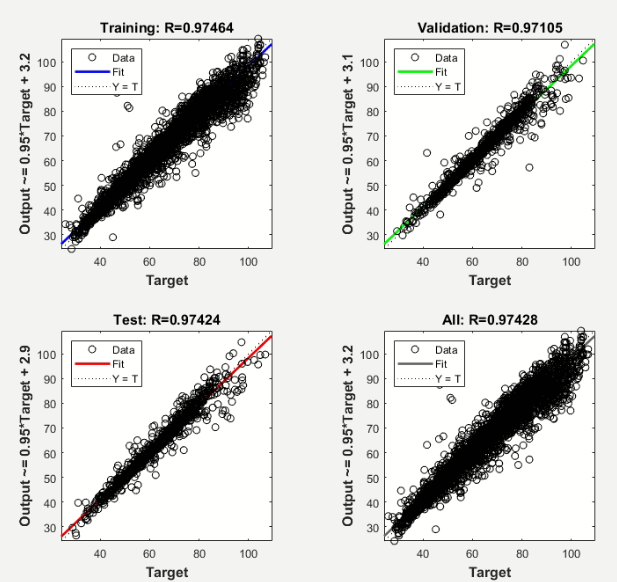 Training: R=0.97464
Output ~= 0.95*Target + 3.2
100
90
80
70
60
50
40
30
Data
Fit
Y = T
40 60 80 100
Target
Validation: R=0.97105
Output ~= 0.95*Target + 3.1
100
90
80
70
60
50
40
30
Data
Fit
Y = T
40 60 80 100
Target
Test: R=0.97424
Output ~= 0.95*Target + 2.9
100
90
80
70
60
50
40
30
Data
Fit
Y = T
40 60 80 100
Target
All: R=0.97428
Output ~= 0.95*Target + 3.2
100
90
80
70
60
50
40
30
Data
Fit
Y = T
40 60 80 100
Target